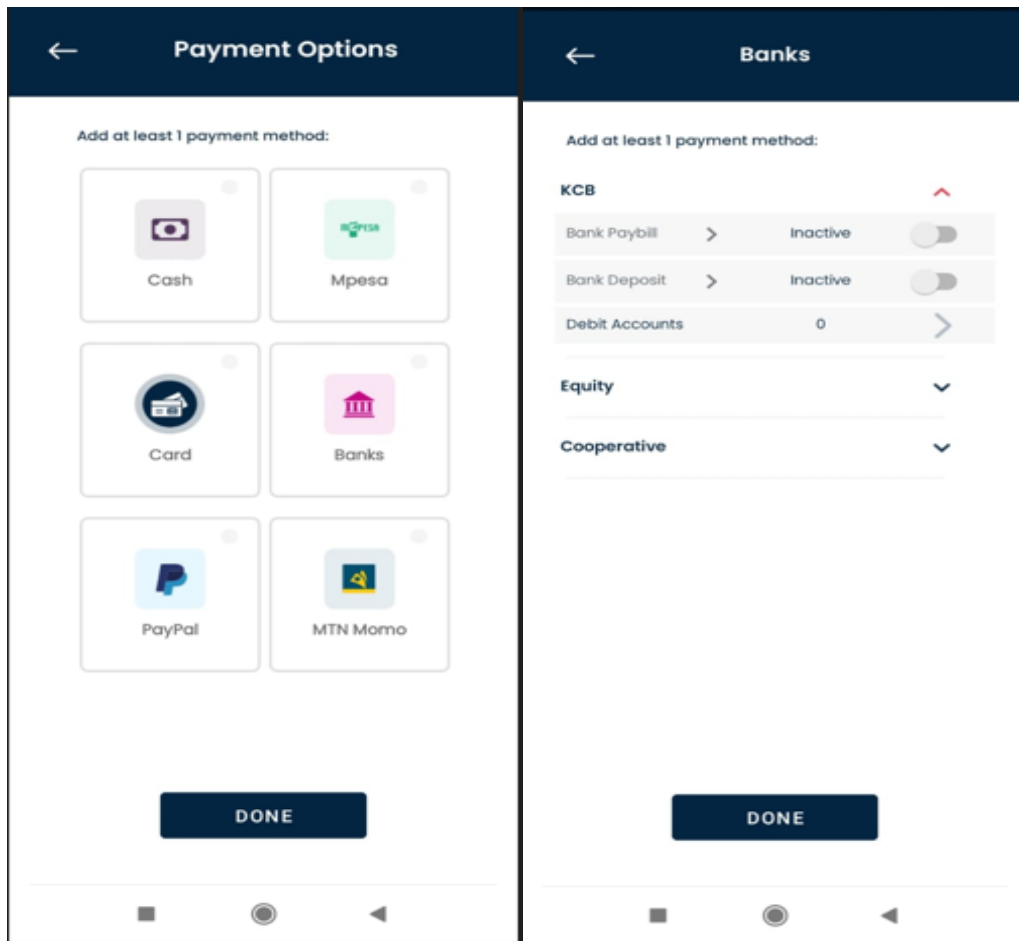 Payment Options
Add at least 1 payment method:
Cash
Mpesa
Card
Banks
PayPal
MTN Momo
DONE
Banks
Add at least 1 payment method:
KCB
Bank Paybill > Inactive
Bank Deposit > Inactive
Debit Accounts 0
Equity
Cooperative
DONE